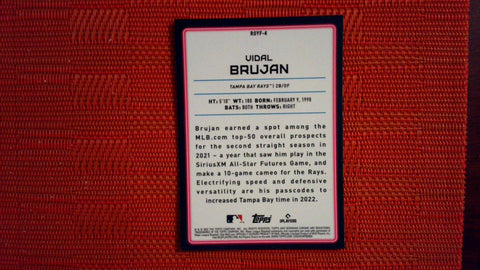 ROYF-4
VIDAL
BRUJAN
TAMPA BAY RAYS™ | 2B/OF
HT: 5'10" WT: 180 BORN: FEBRUARY 9, 1998
BATS: BOTH THROWS: RIGHT
Brujan earned a spot among the
MLB.com top-50 overall prospects
for the second straight season in
2021 – a year that saw him play in the
SiriusXM All-Star Futures Game, and
make a 10-game cameo for the Rays.
Electrifying speed and defensive
versatility are his passcodes to
increased Tampa Bay time in 2022.
Topps
PLAYERS